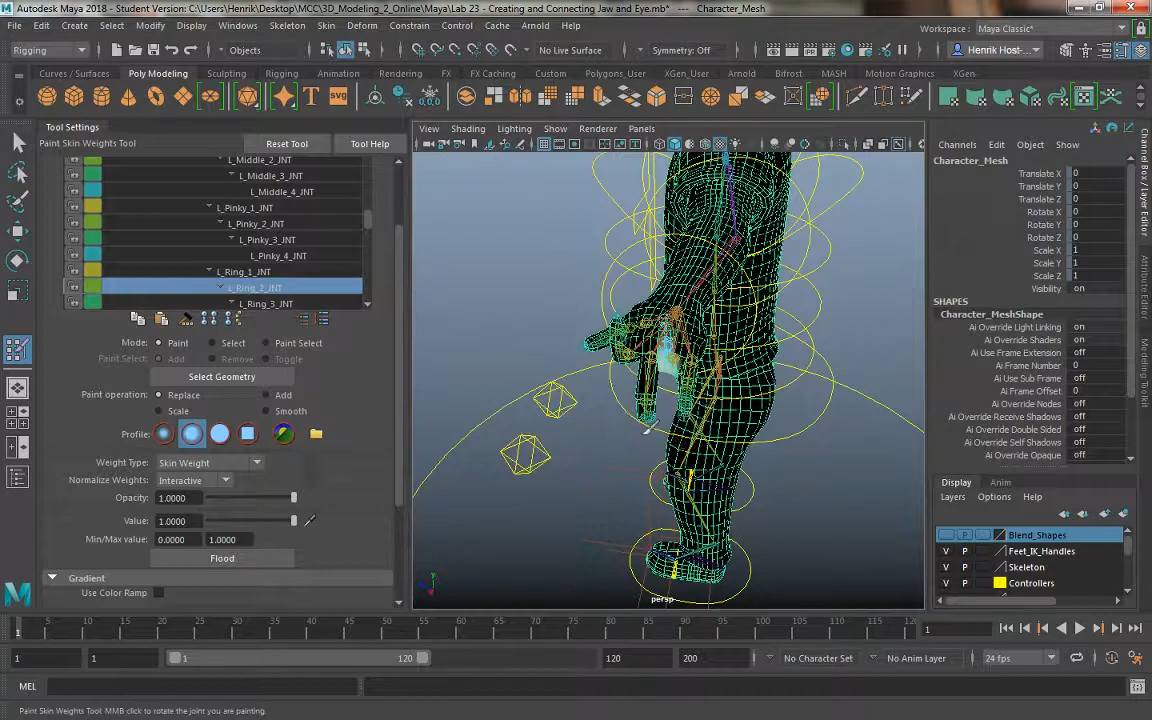 Autodesk Maya 2018 - Student Version: C:\Users\Henrik\Desktop\MCC\3D_Modeling_2_Online\Maya\Lab 23 - Creating and Connecting Jaw and Eye.mb* --- Character_Mesh
File Edit Create Select Modify Display Windows Skeleton Skin Deform Constrain Control Cache Arnold Help
Workspace : Maya Classic*
Rigging Objects No Live Surface Symmetry: Off Henrik Host-...
Curves / Surfaces Poly Modeling Sculpting Rigging Animation Rendering FX FX Caching Custom Polygons_User XGen_User Arnold Bifrost MASH Motion Graphics XGen
SVG
Tool Settings
Paint Skin Weights Tool Reset Tool Tool Help
L_Middle_2_JNT
L_Middle_3_JNT
L_Middle_4_JNT
L_Pinky_1_JNT
L_Pinky_2_JNT
L_Pinky_3_JNT
L_Pinky_4_JNT
L_Ring_1_JNT
L_Ring_2_JNT
L_Ring_3_JNT
Mode: Paint Select Paint Select
Paint Select: Add Remove Toggle
Select Geometry
Paint operation: Replace Add
Scale Smooth
Profile:
Weight Type: Skin Weight
Normalize Weights: Interactive
Opacity: 1.0000
Value: 1.0000
Min/Max value: 0.0000 1.0000
Flood
Gradient
Use Color Ramp
View Shading Lighting Show Renderer Panels
persp
Channels Edit Object Show
Character_Mesh
Translate X 0
Translate Y 0
Translate Z 0
Rotate X 0
Rotate Y 0
Rotate Z 0
Scale X 1
Scale Y 1
Scale Z 1
Visibility on
SHAPES
Character_MeshShape
Ai Override Light Linking on
Ai Override Shaders on
Ai Use Frame Extension off
Ai Frame Number 0
Ai Use Sub Frame off
Ai Frame Offset 0
Ai Override Nodes off
Ai Override Receive Shadows off
Ai Override Double Sided off
Ai Override Self Shadows off
Ai Override Opaque off
Display Anim
Layers Options Help
P Blend_Shapes
V P Feet_IK_Handles
V P Skeleton
V P Controllers
Channel Box / Layer Editor
Attribute Editor
Modeling Toolkit
5 10 15 20 25 30 35 40 45 50 55 60 65 70 75 80 85 90 95 100 105 110 115 120
1
1 1 1 120 120 200 No Character Set No Anim Layer 24 fps
MEL
Paint Skin Weights Tool: MMB click to rotate the joint you are painting.